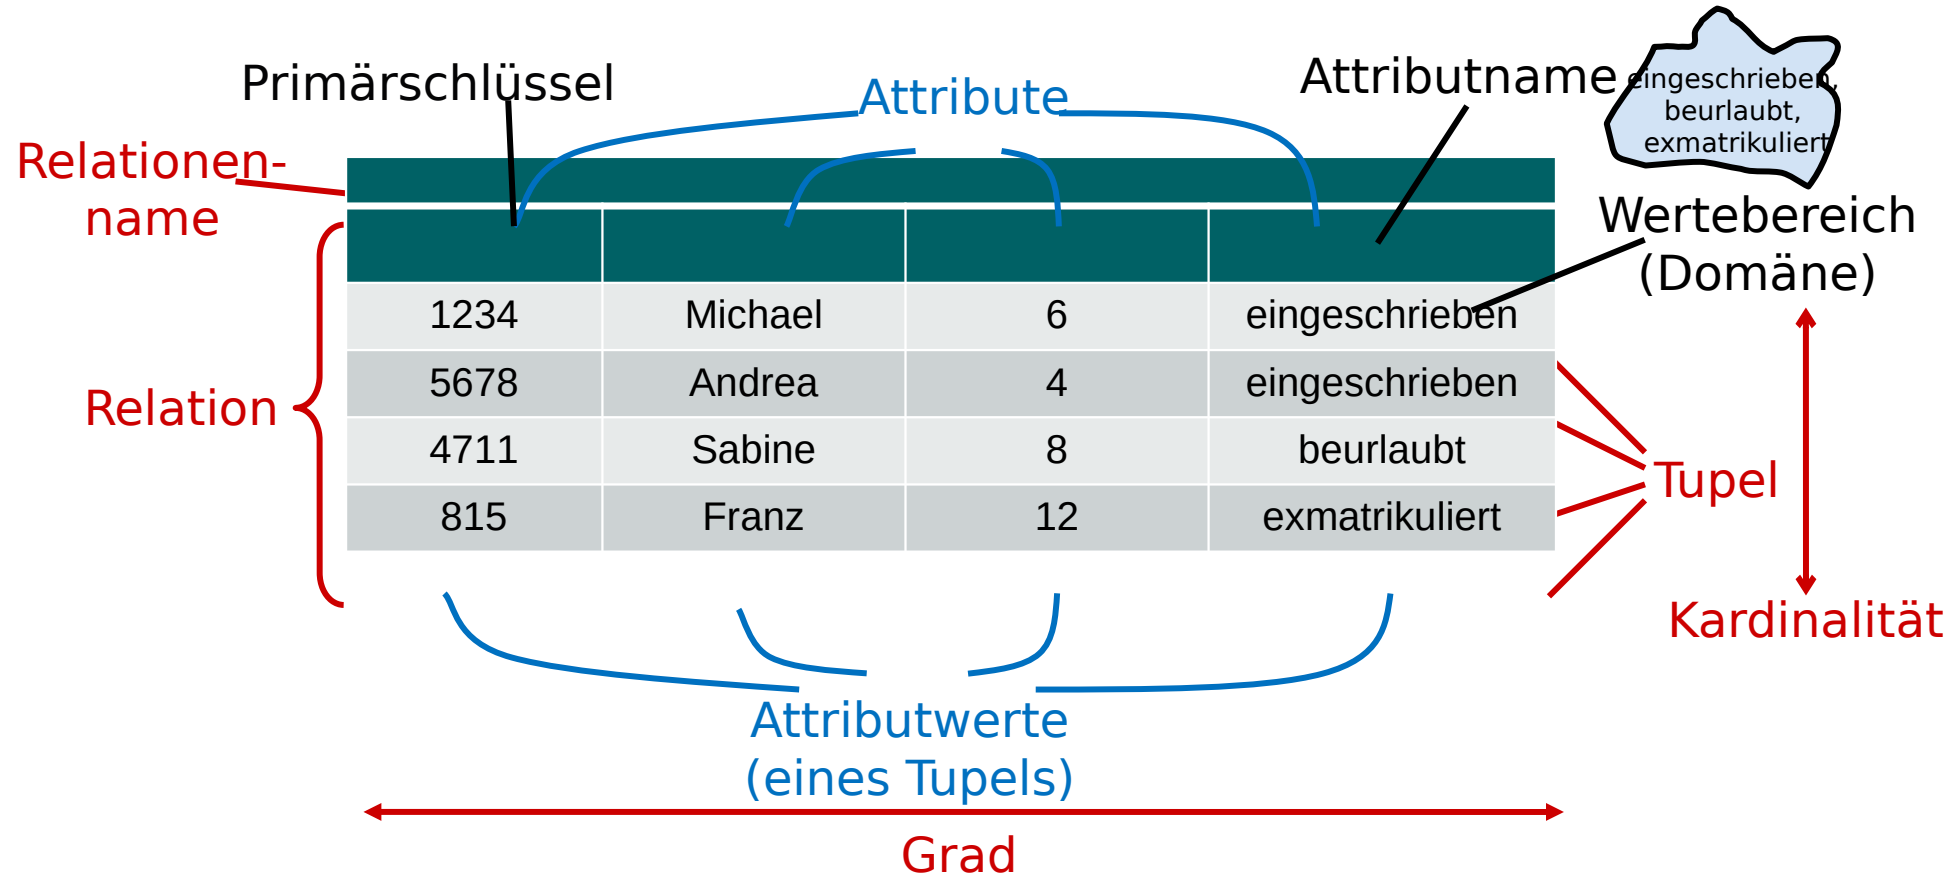 Primärschlüssel
Attribute
Attributname
eingeschrieben,
beurlaubt,
exmatrikuliert
Relationen-
name
Wertebereich
(Domäne)
1234 Michael 6 eingeschrieben
5678 Andrea 4 eingeschrieben
4711 Sabine 8 beurlaubt
815 Franz 12 exmatrikuliert
Relation
Tupel
Kardinalität
Attributwerte
(eines Tupels)
Grad